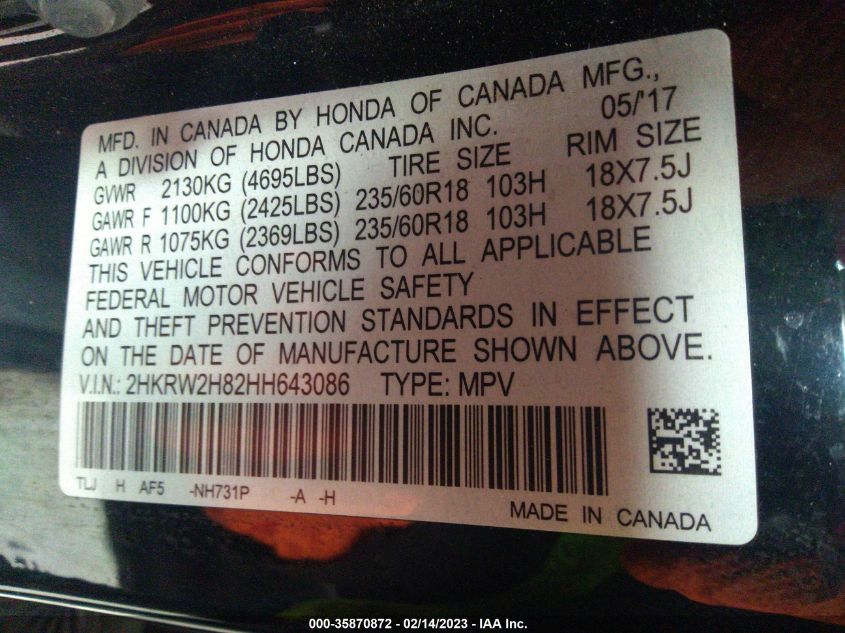 MFD. IN CANADA BY HONDA OF CANADA MFG.,
A DIVISION OF HONDA CANADA INC. 05/'17
GVWR 2130KG (4695LBS) TIRE SIZE RIM SIZE
GAWR F 1100KG (2425LBS) 235/60R18 103H 18X7.5J
GAWR R 1075KG (2369LBS) 235/60R18 103H 18X7.5J
THIS VEHICLE CONFORMS TO ALL APPLICABLE
FEDERAL MOTOR VEHICLE SAFETY
AND THEFT PREVENTION STANDARDS IN EFFECT
ON THE DATE OF MANUFACTURE SHOWN ABOVE.
V.I.N.: 2HKRW2H82HH643086 TYPE: MPV
TLJ H AF5 -NH731P -A -H
MADE IN CANADA
000-35870872 - 02/14/2023 - IAA Inc.